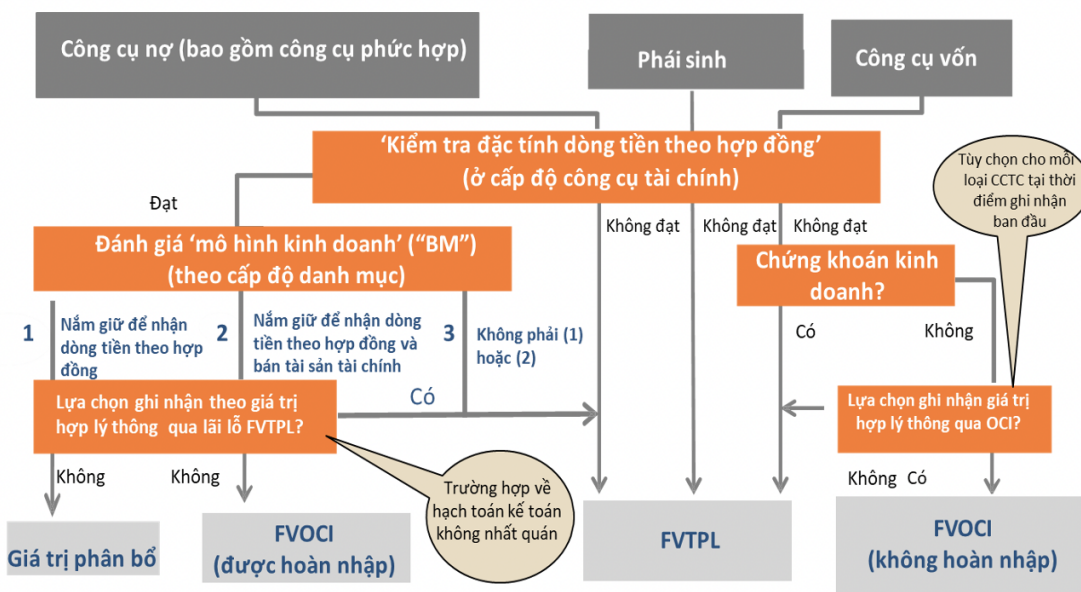 Công cụ nợ (bao gồm công cụ phức hợp)
Phái sinh
Công cụ vốn
‘Kiểm tra đặc tính dòng tiền theo hợp đồng’
(ở cấp độ công cụ tài chính)
Tùy chọn cho mỗi
loại CCTC tại thời
điểm ghi nhận
ban đầu
Đạt
Không đạt
Không đạt
Không đạt
Đánh giá ‘mô hình kinh doanh’ (“BM”)
(theo cấp độ danh mục)
Chứng khoán kinh
doanh?
1
Nắm giữ để nhận
dòng tiền theo hợp
đồng
2
Nắm giữ để nhận dòng
tiền theo hợp đồng và
bán tài sản tài chính
3
Không phải (1)
hoặc (2)
Có
Không
Lựa chọn ghi nhận theo giá trị
hợp lý thông qua lãi lỗ FVTPL?
Có
Lựa chọn ghi nhận giá trị
hợp lý thông qua OCI?
Không
Không
Trường hợp về
hạch toán kế toán
không nhất quán
Không
Có
Giá trị phân bổ
FVOCI
(được hoàn nhập)
FVTPL
FVOCI
(không hoàn nhập)